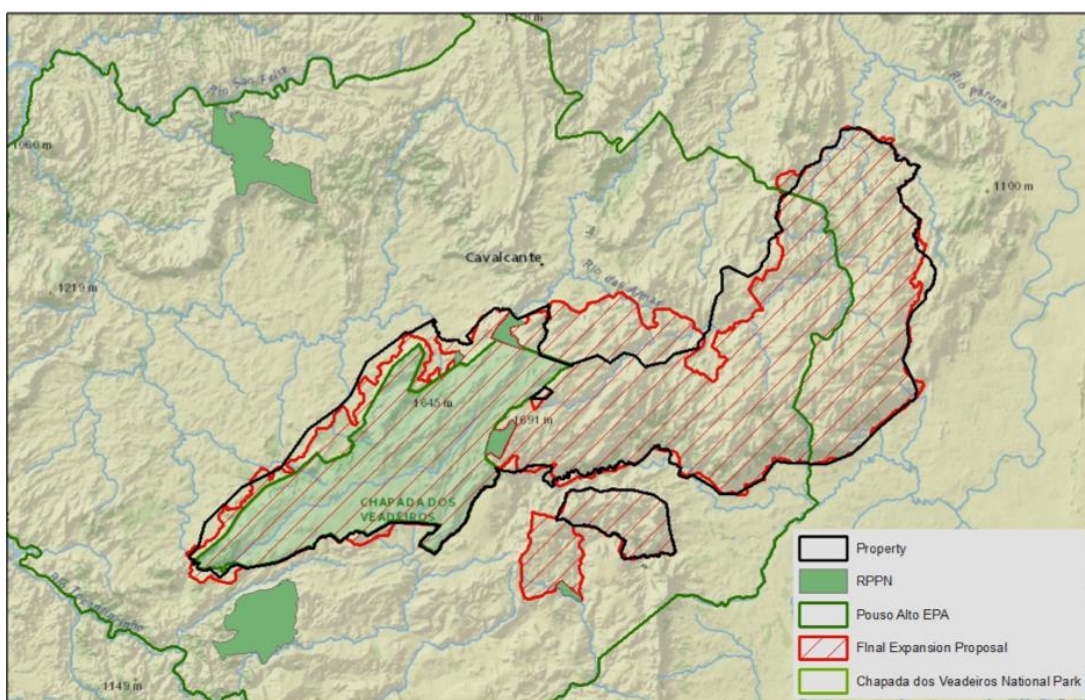 Rio São Felix
Rio Paranã
1060 m
1100 m
Cavalcante
Rio das Almas
1219 m
1645 m
1691 m
CHAPADA DOS
VEADEIROS
1149 m
Property
RPPN
Pouso Alto EPA
FInal Expansion Proposal
Chapada dos Veadeiros National Park